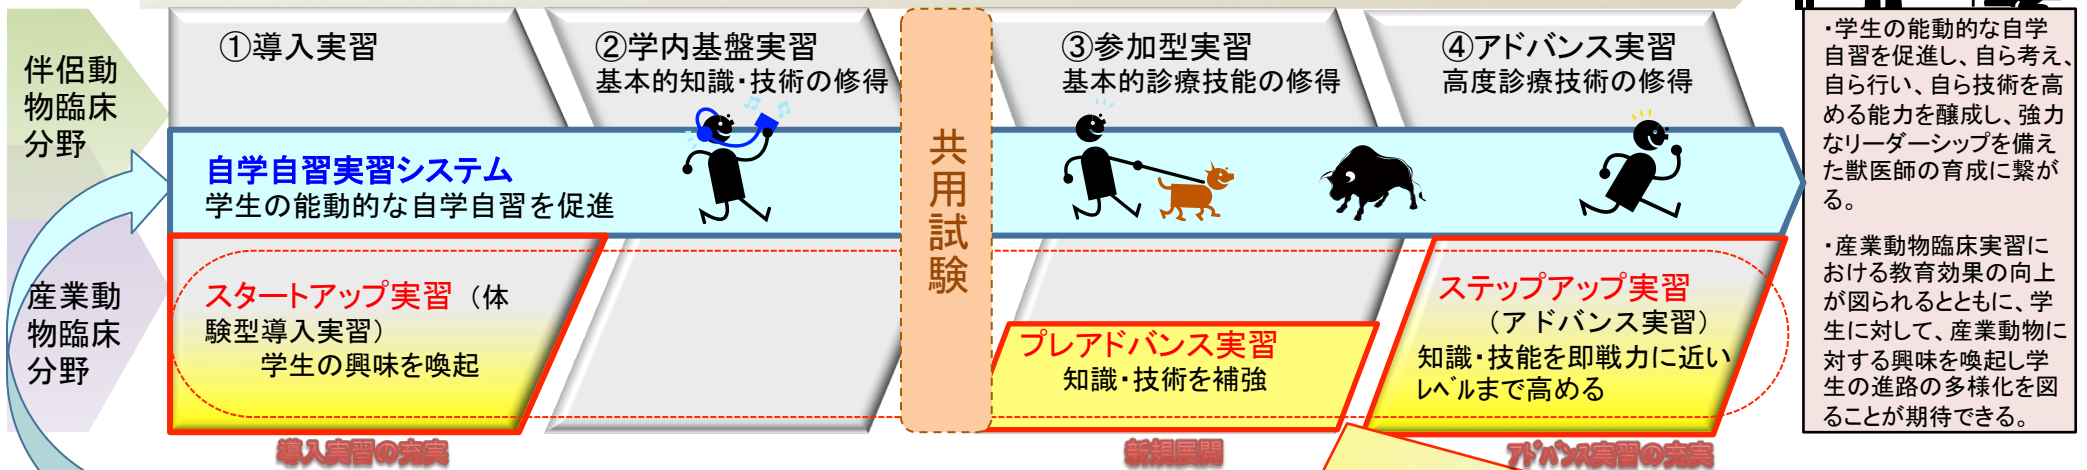 伴侶動
物臨床
分野
①導入実習
②学内基盤実習
基本的知識・技術の修得
共用試験
③参加型実習
基本的診療技能の修得
④アドバンス実習
高度診療技術の修得
自学自習実習システム
学生の能動的な自学自習を促進
産業動
物臨床
分野
スタートアップ実習（体
験型導入実習）
学生の興味を喚起
プレアドバンス実習
知識・技術を補強
ステップアップ実習
（アドバンス実習）
知識・技能を即戦力に近い
レベルまで高める
導入実習の充実
新規展開
アドバンス実習の充実
・学生の能動的な自学
自習を促進し、自ら考え、
自ら行い、自ら技術を高
める能力を醸成し、強力
なリーダーシップを備え
た獣医師の育成に繋が
る。
・産業動物臨床実習に
おける教育効果の向上
が図られるとともに、学
生に対して、産業動物に
対する興味を喚起し学
生の進路の多様化を図
ることが期待できる。